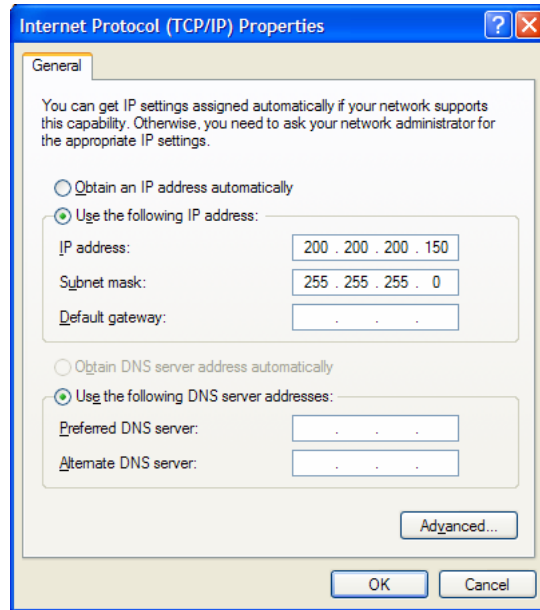 Internet Protocol (TCP/IP) Properties
General
You can get IP settings assigned automatically if your network supports
this capability. Otherwise, you need to ask your network administrator for
the appropriate IP settings.
Obtain an IP address automatically
Use the following IP address:
IP address: 200 . 200 . 200 . 150
Subnet mask: 255 . 255 . 255 . 0
Default gateway: . . .
Obtain DNS server address automatically
Use the following DNS server addresses:
Preferred DNS server: . . .
Alternate DNS server: . . .
Advanced...
OK Cancel